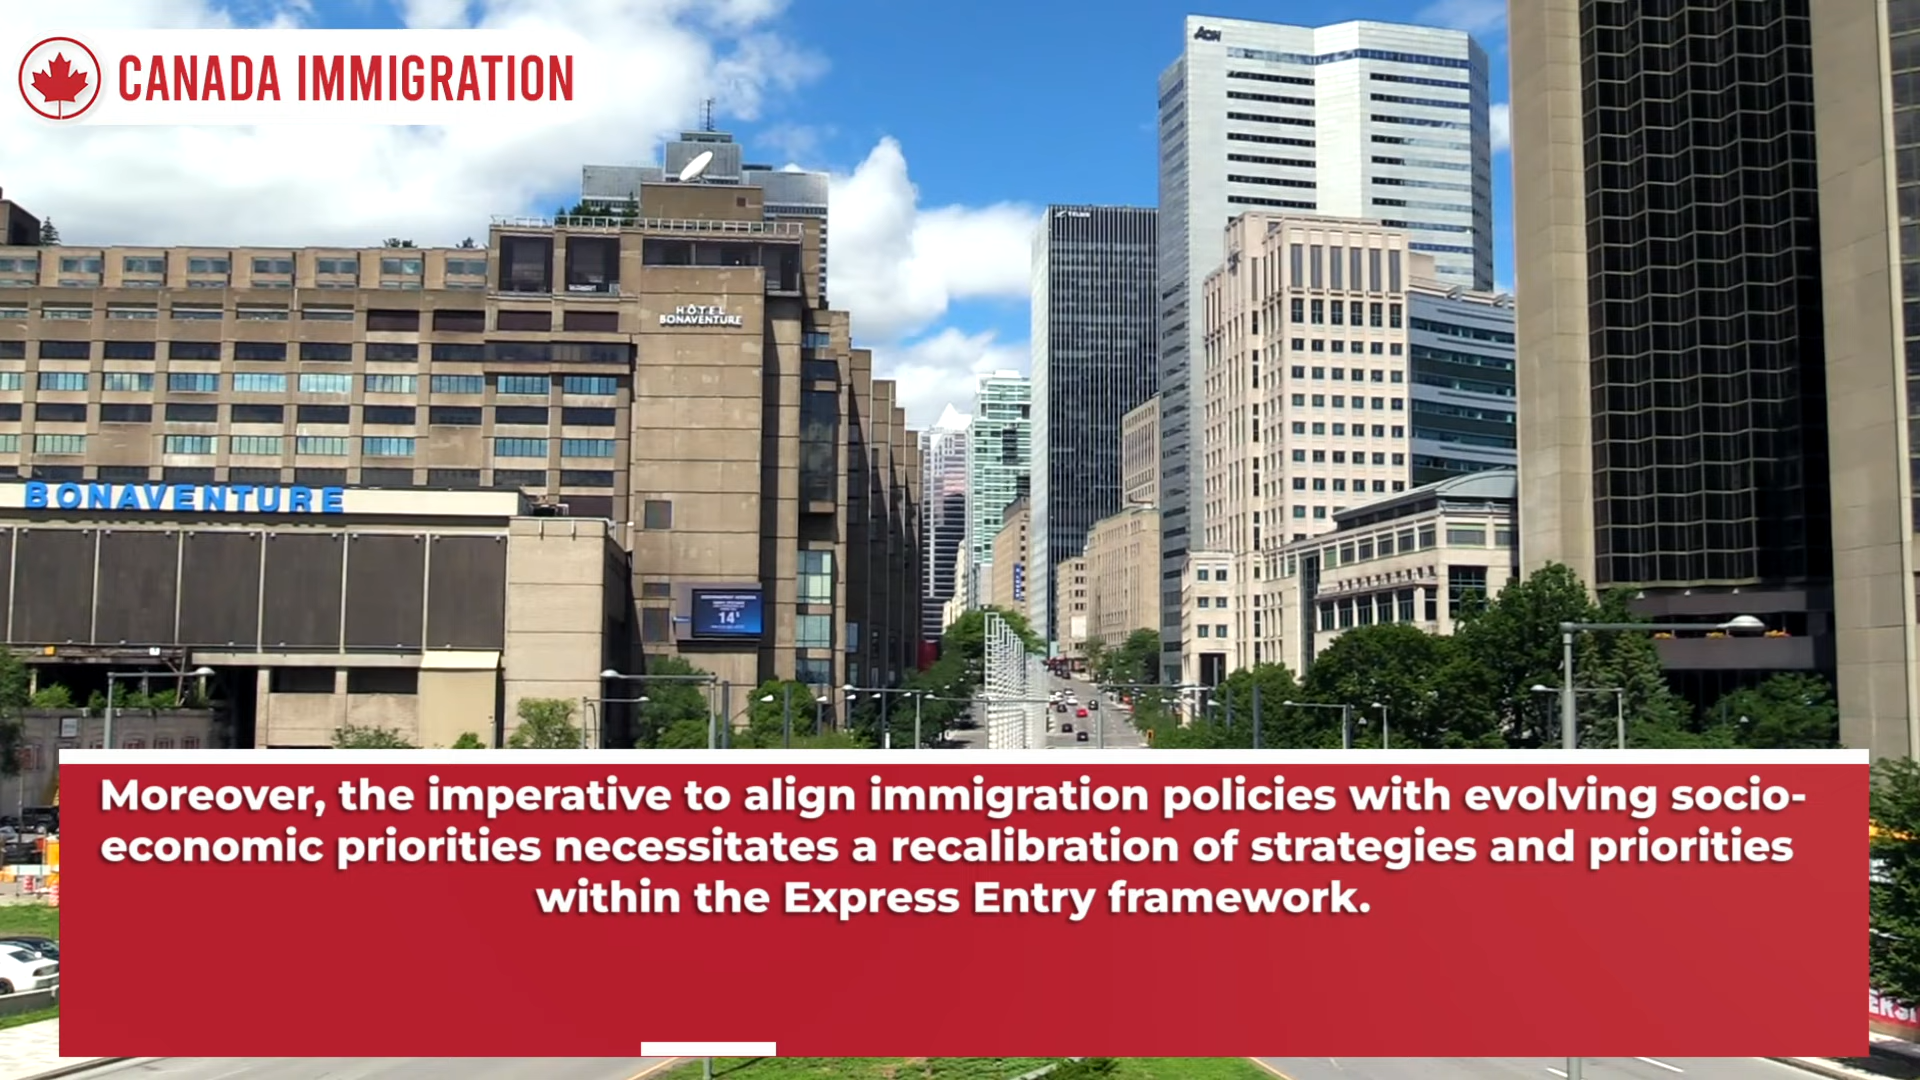 CANADA IMMIGRATION
AON
TELUS
HÔTEL
BONAVENTURE
BONAVENTURE
14°
Moreover, the imperative to align immigration policies with evolving socio-
economic priorities necessitates a recalibration of strategies and priorities
within the Express Entry framework.